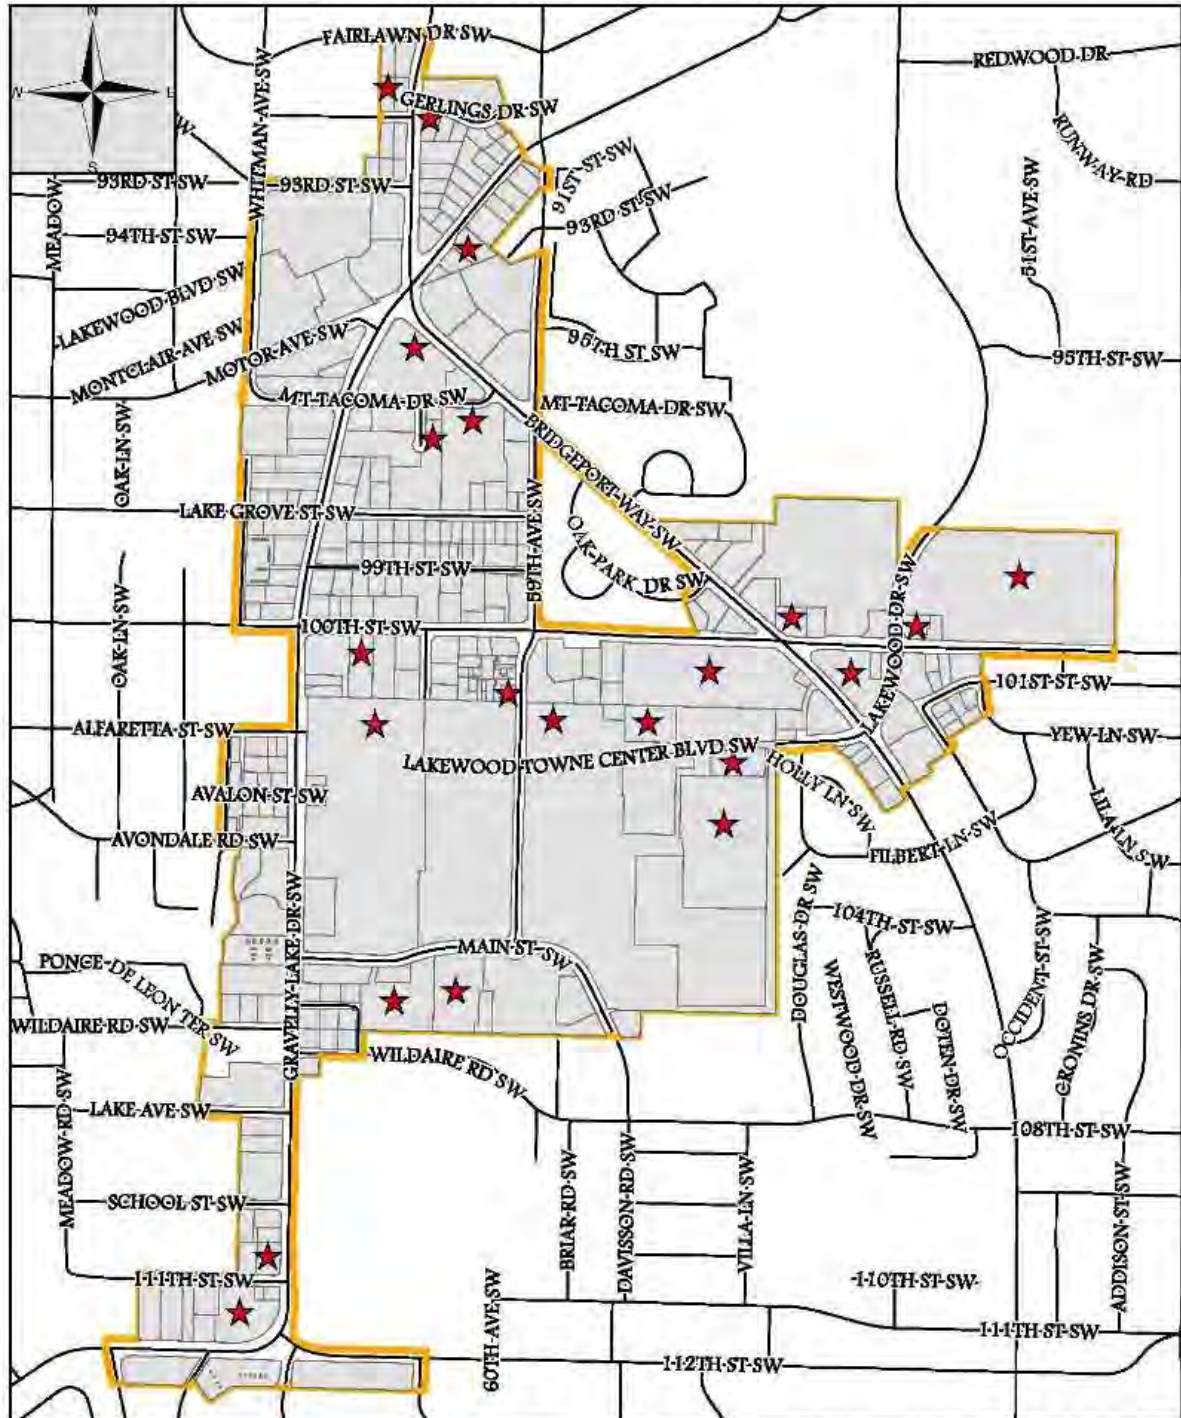 N
FAIRLAWN DR SW
REDWOOD DR
WHITMAN AVE SW
W
E
GERLINGS DR SW
RUNWAY RD
S
W
93RD ST SW
93RD ST SW
91ST ST SW
93RD ST SW
51ST AVE SW
MEADOW
94TH ST SW
LAKEWOOD BLVD SW
MONTCLAIR AVE SW
MOTOR AVE SW
95TH ST SW
95TH ST SW
MT TACOMA DR SW
MT TACOMA DR SW
OAK LN SW
BRIDGEPORT WAY SW
LAKE GROVE ST SW
59TH AVE SW
OAK PARK DR SW
99TH ST SW
LAKEWOOD DR SW
OAK LN SW
100TH ST SW
101ST ST SW
ALFARETTA ST SW
YEW LN SW
LAKEWOOD TOWNE CENTER BLVD SW
HOLLY LN SW
AVALON ST SW
LILA LN SW
AVONDALE RD SW
FILBERT LN SW
GRAVELLY LAKE DR SW
DOUGLAS DR SW
104TH ST SW
MAIN ST SW
PONCE DE LEON TER SW
WESTWOOD DR SW
RUSSEL RD SW
DOTEN DR SW
OCCIDENT ST SW
GRONINS DR SW
WILDAIRE RD SW
WILDAIRE RD SW
LAKE AVE SW
MEADOW RD SW
108TH ST SW
SCHOOL ST SW
BRIAR RD SW
DAVISSON RD SW
VILLA LN SW
ADDISON ST SW
111TH ST SW
110TH ST SW
60TH AVE SW
111TH ST SW
112TH ST SW